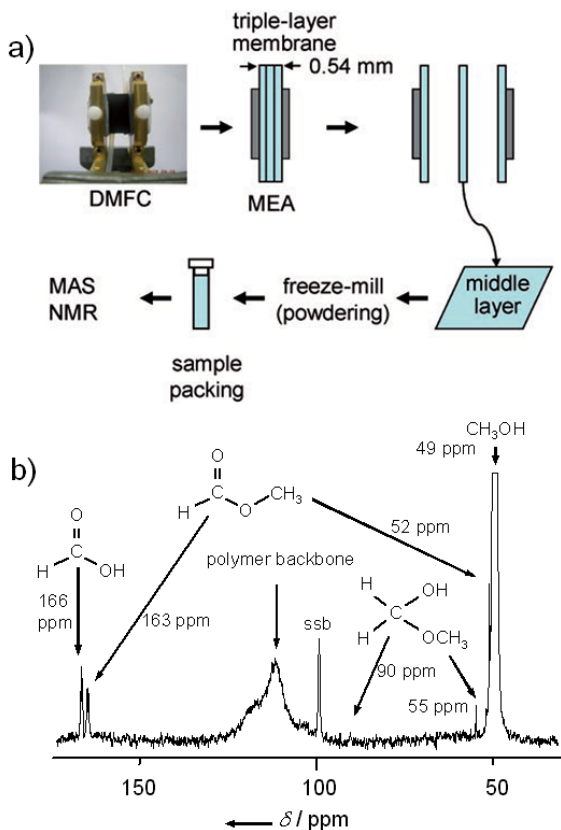 a)
triple-layer
membrane
0.54 mm
DMFC
MEA
MAS
NMR
freeze-mill
(powdering)
middle
layer
sample
packing
b)
O
H
O
CH3
O
H
OH
166
ppm
163 ppm
polymer backbone
ssb
52 ppm
CH3OH
49 ppm
H
OH
C
H
OCH3
90 ppm
55 ppm
150
100
50
δ / ppm